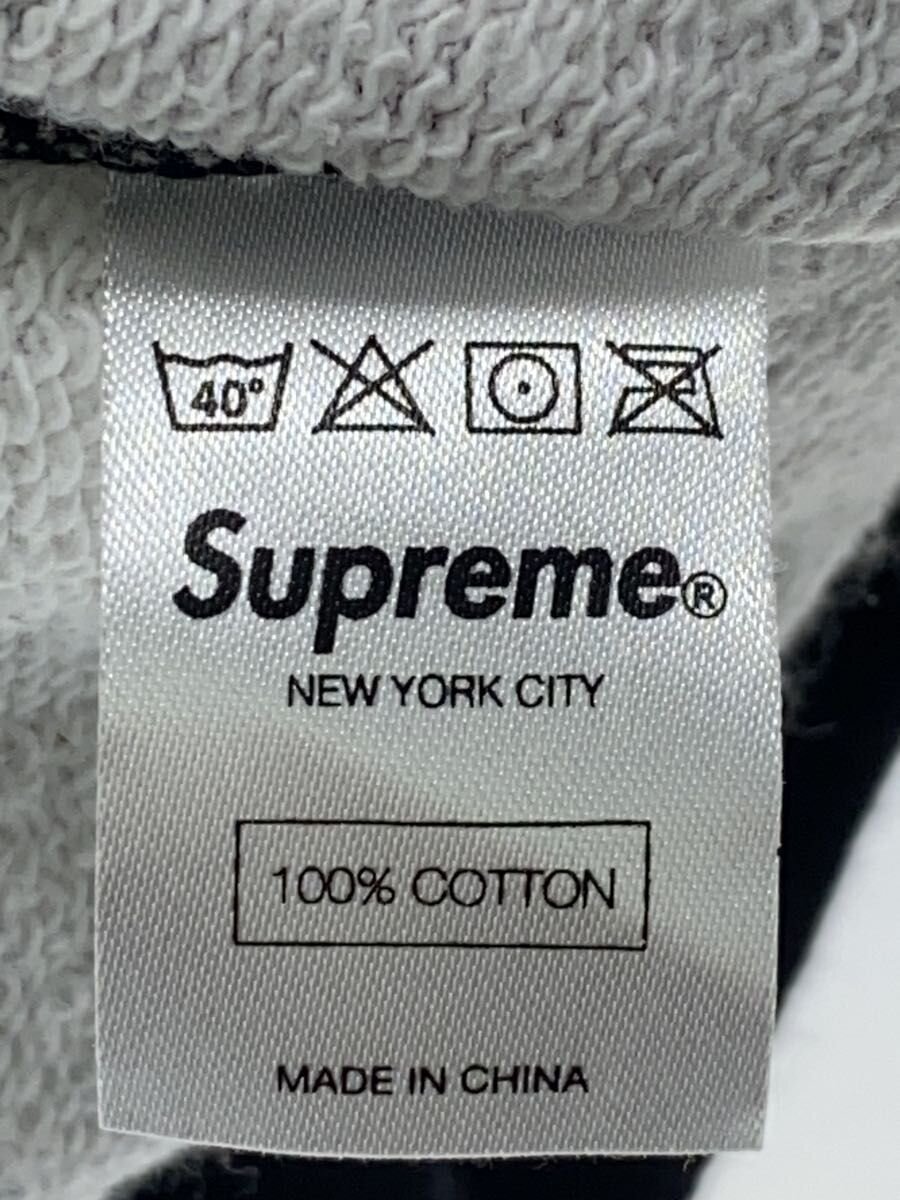 40°
Supreme®
NEW YORK CITY
100% COTTON
MADE IN CHINA